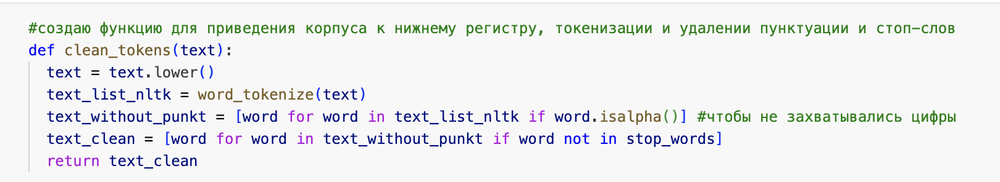 #создаю функцию для приведения корпуса к нижнему регистру, токенизации и удалении пунктуации и стоп-слов
def clean_tokens(text):
  text = text.lower()
  text_list_nltk = word_tokenize(text)
  text_without_punkt = [word for word in text_list_nltk if word.isalpha()] #чтобы не захватывались цифры
  text_clean = [word for word in text_without_punkt if word not in stop_words]
  return text_clean